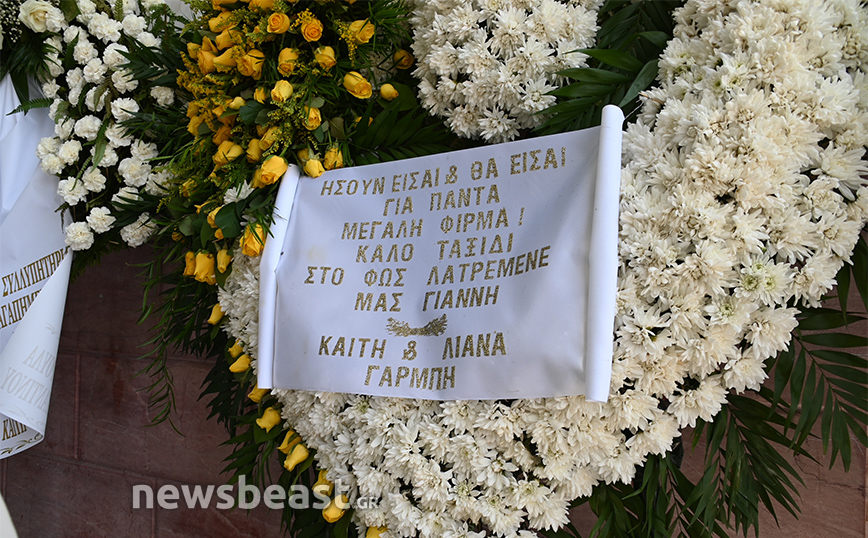 ΗΣΟΥΝ ΕΙΣΑΙ & ΘΑ ΕΙΣΑΙ
ΓΙΑ ΠΑΝΤΑ
ΜΕΓΑΛΗ ΦΙΡΜΑ!
ΚΑΛΟ ΤΑΞΙΔΙ
ΣΤΟ ΦΩΣ ΛΑΤΡΕΜΕΝΕ
ΜΑΣ ΓΙΑΝΝΗ
ΚΑΙΤΗ & ΛΙΑΝΑ
ΓΑΡΜΠΗ
newsbeast.GR